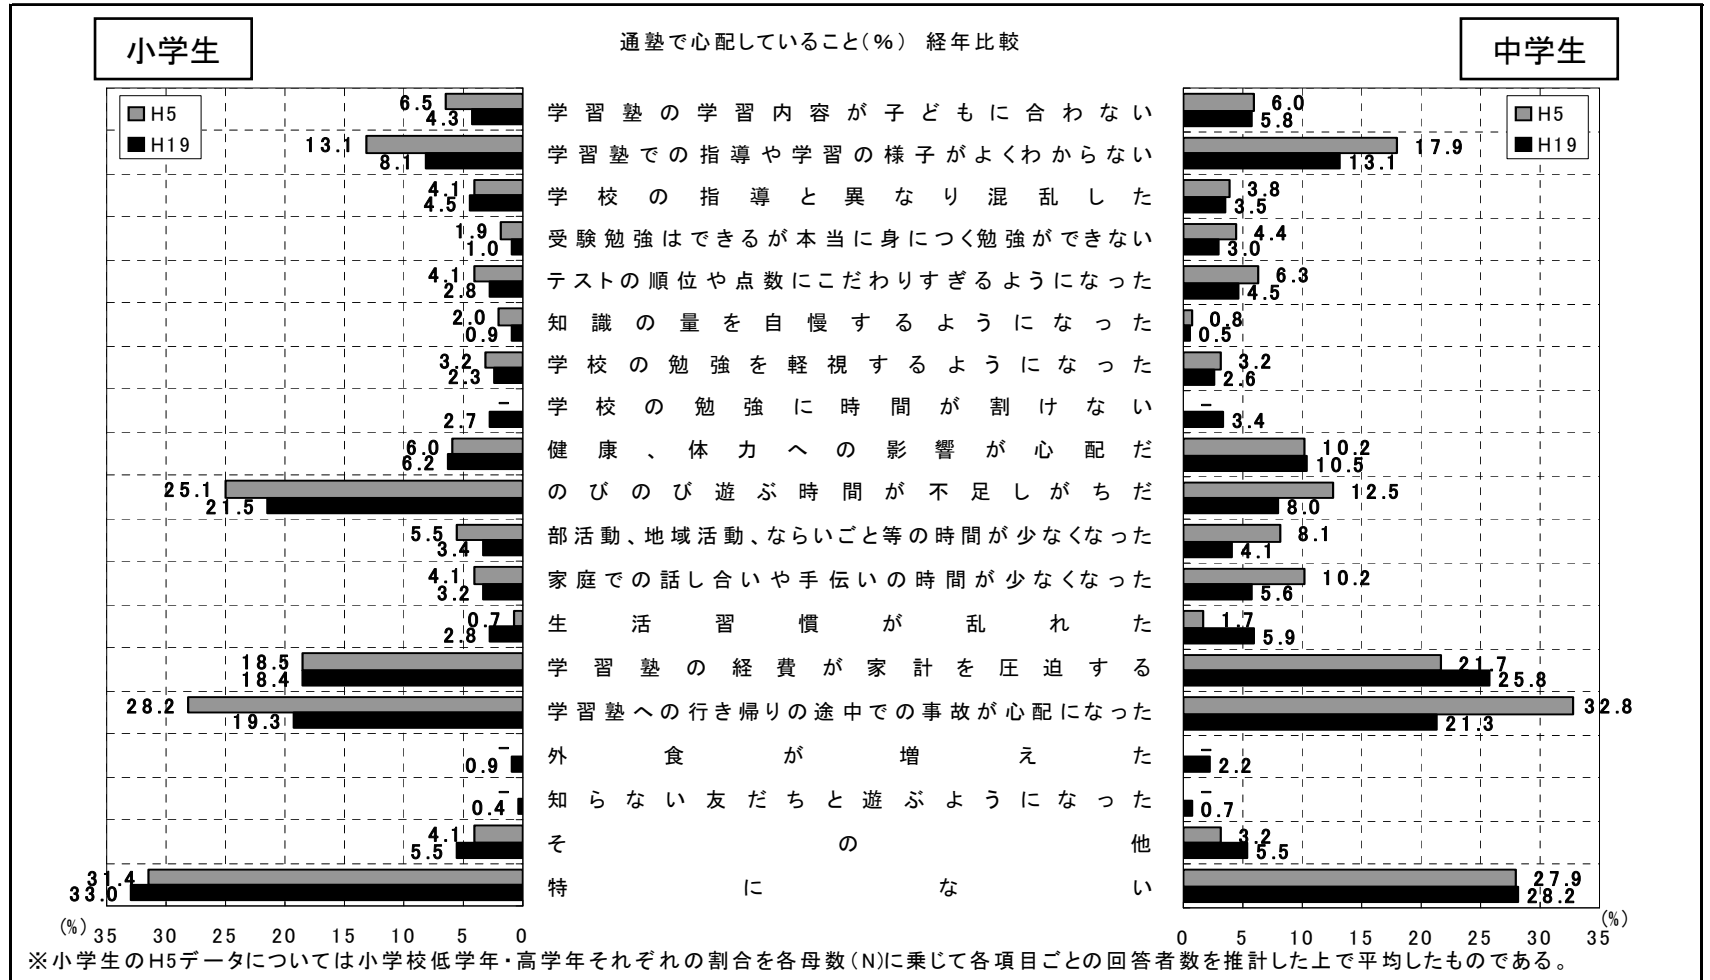 小学生
通塾で心配していること(%) 経年比較
中学生
H5
H19
H5
H19
6.5 4.3 学習塾の学習内容が子どもに合わない 6.0 5.8
13.1 8.1 学習塾での指導や学習の様子がよくわからない 17.9 13.1
4.1 4.5 学校の指導と異なり混乱した 3.8 3.5
1.9 1.0 受験勉強はできるが本当に身につく勉強ができない 4.4 3.0
4.1 2.8 テストの順位や点数にこだわりすぎるようになった 6.3 4.5
2.0 0.9 知識の量を自慢するようになった 0.8 0.5
3.2 2.3 学校の勉強を軽視するようになった 3.2 2.6
- 2.7 学校の勉強に時間が割けない - 3.4
6.0 6.2 健康、体力への影響が心配だ 10.2 10.5
25.1 21.5 のびのび遊ぶ時間が不足しがちだ 12.5 8.0
5.5 3.4 部活動、地域活動、ならいごと等の時間が少なくなった 8.1 4.1
4.1 3.2 家庭での話し合いや手伝いの時間が少なくなった 10.2 5.6
0.7 2.8 生活習慣が乱れた 1.7 5.9
18.5 18.4 学習塾の経費が家計を圧迫する 21.7 25.8
28.2 19.3 学習塾への行き帰りの途中での事故が心配になった 32.8 21.3
- 0.9 外食が増えた - 2.2
- 0.4 知らない友だちと遊ぶようになった - 0.7
4.1 5.5 その他 3.2 5.5
31.4 33.0 特にない 27.9 28.2
(%) 35 30 25 20 15 10 5 0
0 5 10 15 20 25 30 35 (%)
※小学生のH5データについては小学校低学年・高学年それぞれの割合を各母数(N)に乗じて各項目ごとの回答者数を推計した上で平均したものである。